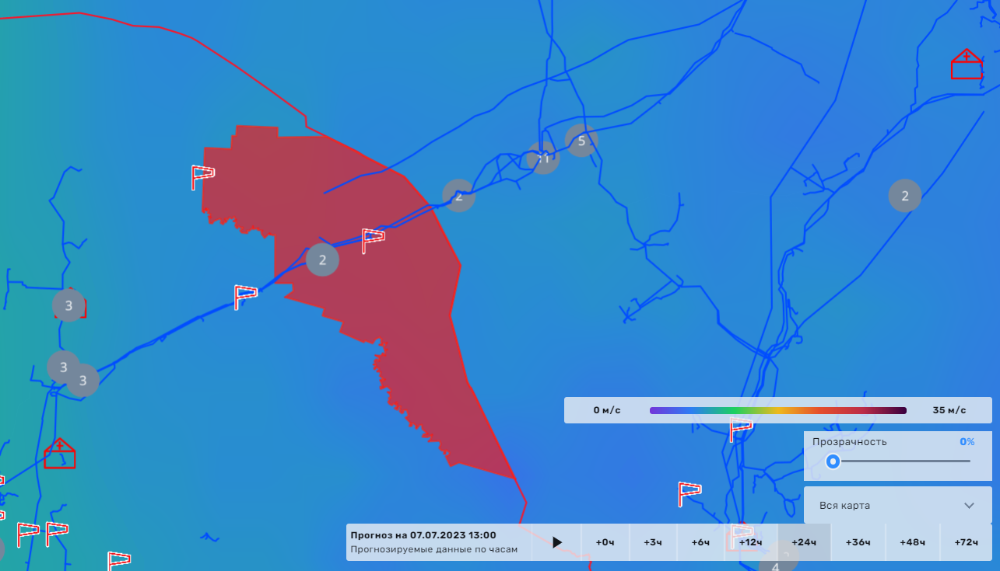 5
11
2
2
2
3
3
3
0 м/с
35 м/с
Прозрачность
0%
Вся карта
Прогноз на 07.07.2023 13:00
Прогнозируемые данные по часам
+0ч
+3ч
+6ч
+12ч
+24ч
+36ч
+48ч
+72ч
4